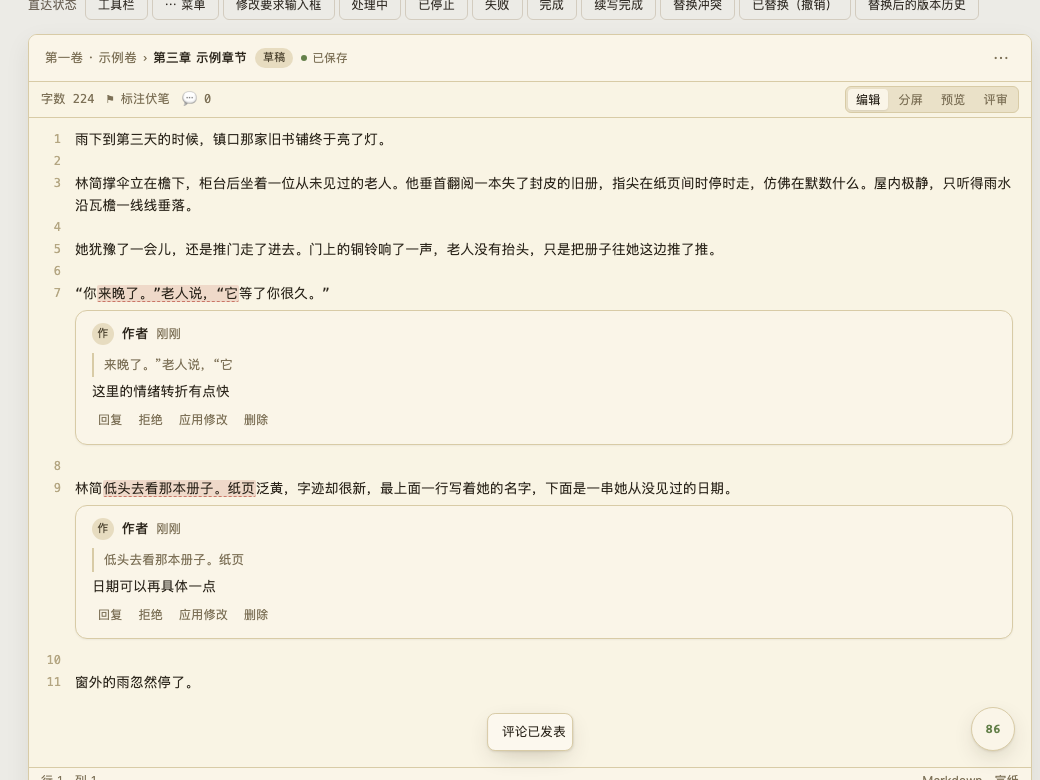 直达状态 工具栏 ··· 菜单 修改要求输入框 处理中 已停止 失败 完成 续写完成 替换冲突 已替换（撤销） 替换后的版本历史
第一卷 · 示例卷 › 第三章 示例章节 草稿 已保存 ···
字数 224 标注伏笔 0 编辑 分屏 预览 评审
1 雨下到第三天的时候，镇口那家旧书铺终于亮了灯。
2
3 林简撑伞立在檐下，柜台后坐着一位从未见过的老人。他垂首翻阅一本失了封皮的旧册，指尖在纸页间时停时走，仿佛在默数什么。屋内极静，只听得雨水
沿瓦檐一线线垂落。
4
5 她犹豫了一会儿，还是推门走了进去。门上的铜铃响了一声，老人没有抬头，只是把册子往她这边推了推。
6
7 “你来晚了。”老人说，“它等了你很久。”
作 作者 刚刚
来晚了。”老人说，“它
这里的情绪转折有点快
回复 拒绝 应用修改 删除
8
9 林简低头去看那本册子。纸页泛黄，字迹却很新，最上面一行写着她的名字，下面是一串她从没见过的日期。
作 作者 刚刚
低头去看那本册子。纸页
日期可以再具体一点
回复 拒绝 应用修改 删除
10
11 窗外的雨忽然停了。
评论已发表
86
行 1，列 1 Markdown · 宣纸